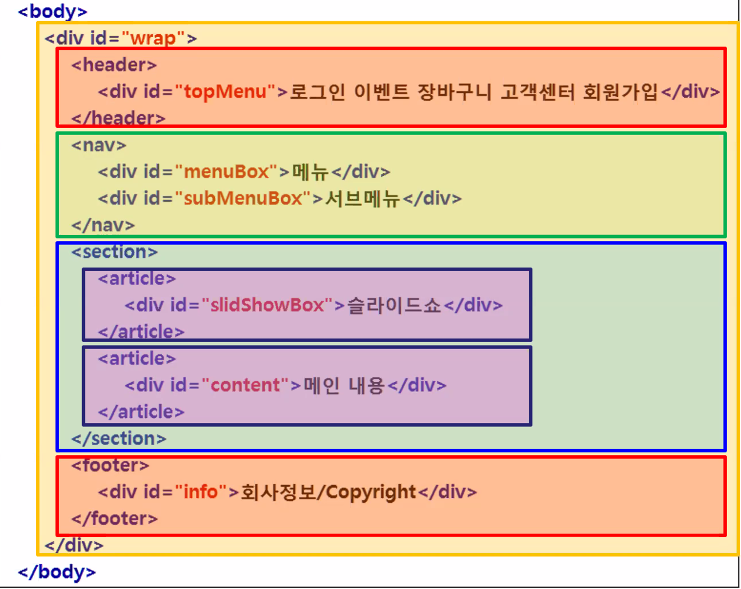 <body>
<div id="wrap">
<header>
<div id="topMenu">로그인 이벤트 장바구니 고객센터 회원가입</div>
</header>
<nav>
<div id="menuBox">메뉴</div>
<div id="subMenuBox">서브메뉴</div>
</nav>
<section>
<article>
<div id="slidShowBox">슬라이드쇼</div>
</article>
<article>
<div id="content">메인 내용</div>
</article>
</section>
<footer>
<div id="info">회사정보/Copyright</div>
</footer>
</div>
</body>